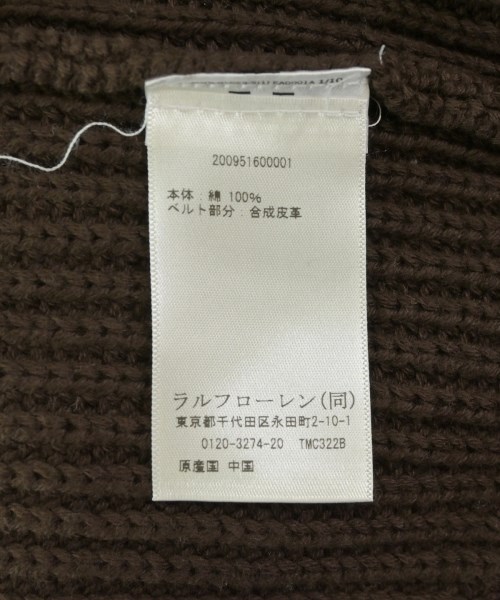 200951600001
本体：綿 100%
ベルト部分：合成皮革
ラルフローレン(同)
東京都千代田区永田町2-10-1
0120-3274-20 TMC322B
原産国 中国